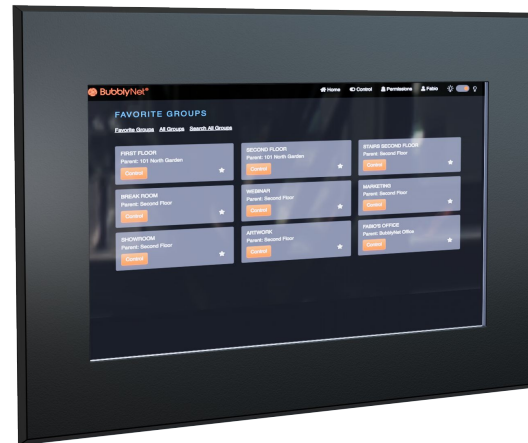 BubblyNet®
Home Control Permissions Fabio
FAVORITE GROUPS
Favorite Groups All Groups Search All Groups
FIRST FLOOR
Parent: 101 North Garden
Control
SECOND FLOOR
Parent: 101 North Garden
Control
STAIRS SECOND FLOOR
Parent: Second Floor
Control
BREAK ROOM
Parent: Second Floor
Control
WEBINAR
Parent: Second Floor
Control
MARKETING
Parent: Second Floor
Control
SHOWROOM
Parent: Second Floor
Control
ARTWORK
Parent: Second Floor
Control
FABIO'S OFFICE
Parent: BubblyNet Office
Control